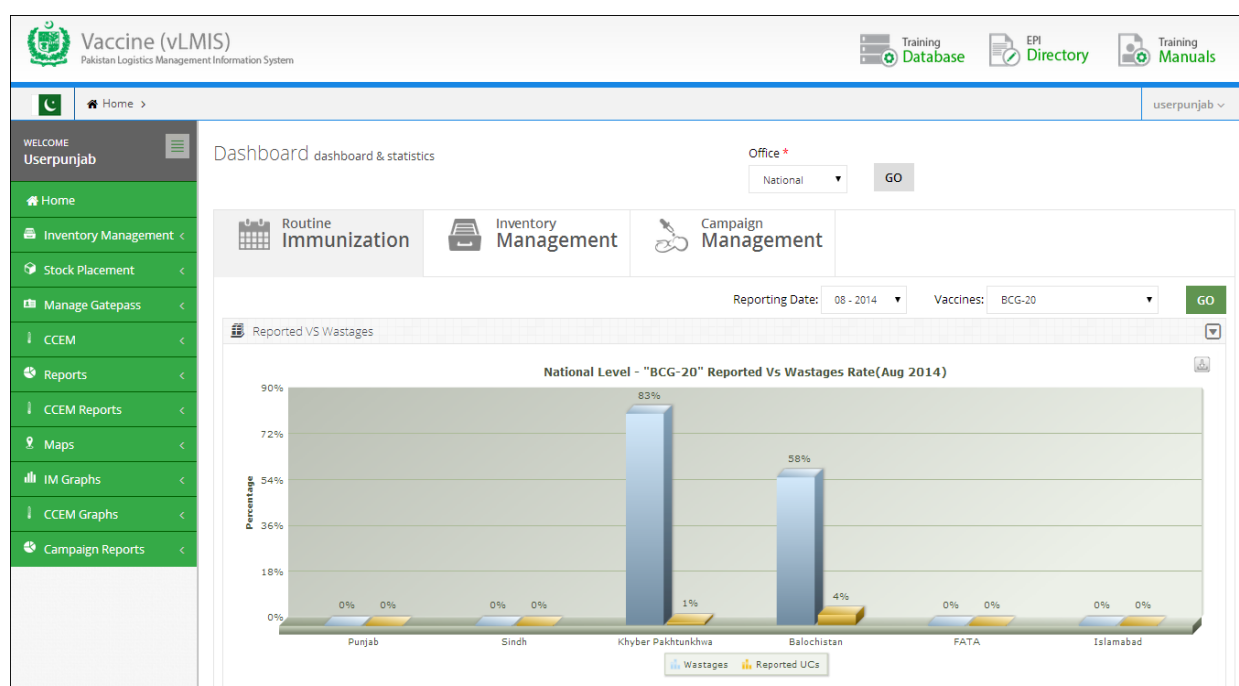 Vaccine (vLMIS)
Pakistan Logistics Management Information System
Training Database
EPI Directory
Training Manuals
Home >
userpunjab
WELCOME
Userpunjab
Home
Inventory Management
Stock Placement
Manage Gatepass
CCEM
Reports
CCEM Reports
Maps
IM Graphs
CCEM Graphs
Campaign Reports
Dashboard dashboard & statistics
Office *
National
GO
Routine Immunization
Inventory Management
Campaign Management
Reporting Date: 08 - 2014 Vaccines: BCG-20 GO
Reported VS Wastages
National Level - "BCG-20" Reported Vs Wastages Rate(Aug 2014)
Percentage
90%
72%
54%
36%
18%
0%
0% 0% 0% 0% 83% 1% 58% 4% 0% 0% 0% 0%
Punjab Sindh Khyber Pakhtunkhwa Balochistan FATA Islamabad
Wastages Reported UCs